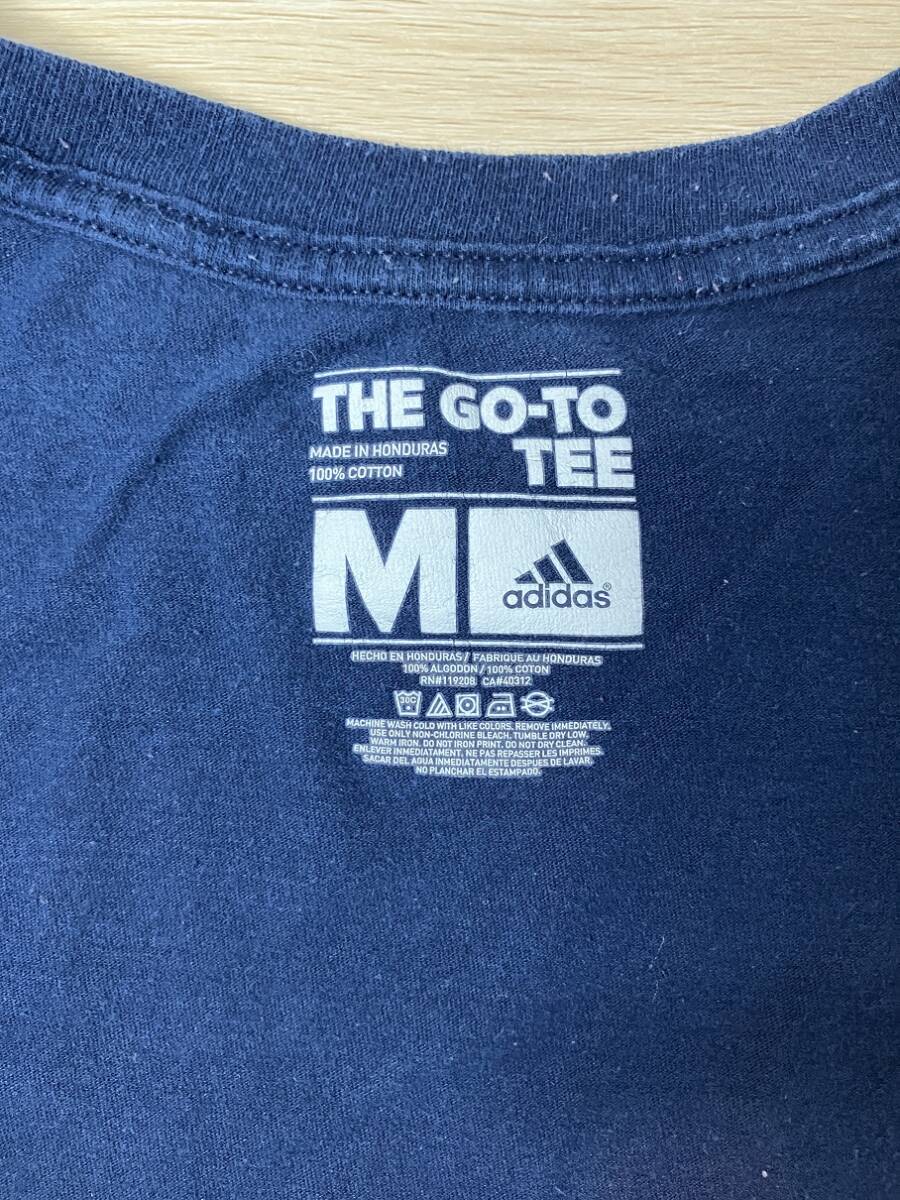 THE GO-TO
TEE
MADE IN HONDURAS
100% COTTON
M
adidas®
HECHO EN HONDURAS / FABRIQUE AU HONDURAS
100% ALGODON / 100% COTON
RN#119208 CA#40312
30C
MACHINE WASH COLD WITH LIKE COLORS, REMOVE IMMEDIATELY,
USE ONLY NON-CHLORINE BLEACH. TUMBLE DRY LOW.
WARM IRON. DO NOT IRON PRINT. DO NOT DRY CLEAN.
ENLEVER INMEDIATAMENT. NE PAS REPASSER LES IMPRIMES.
SACAR DEL AGUA INMEDIATAMENTE DESPUES DE LAVAR.
NO PLANCHAR EL ESTAMPADO.